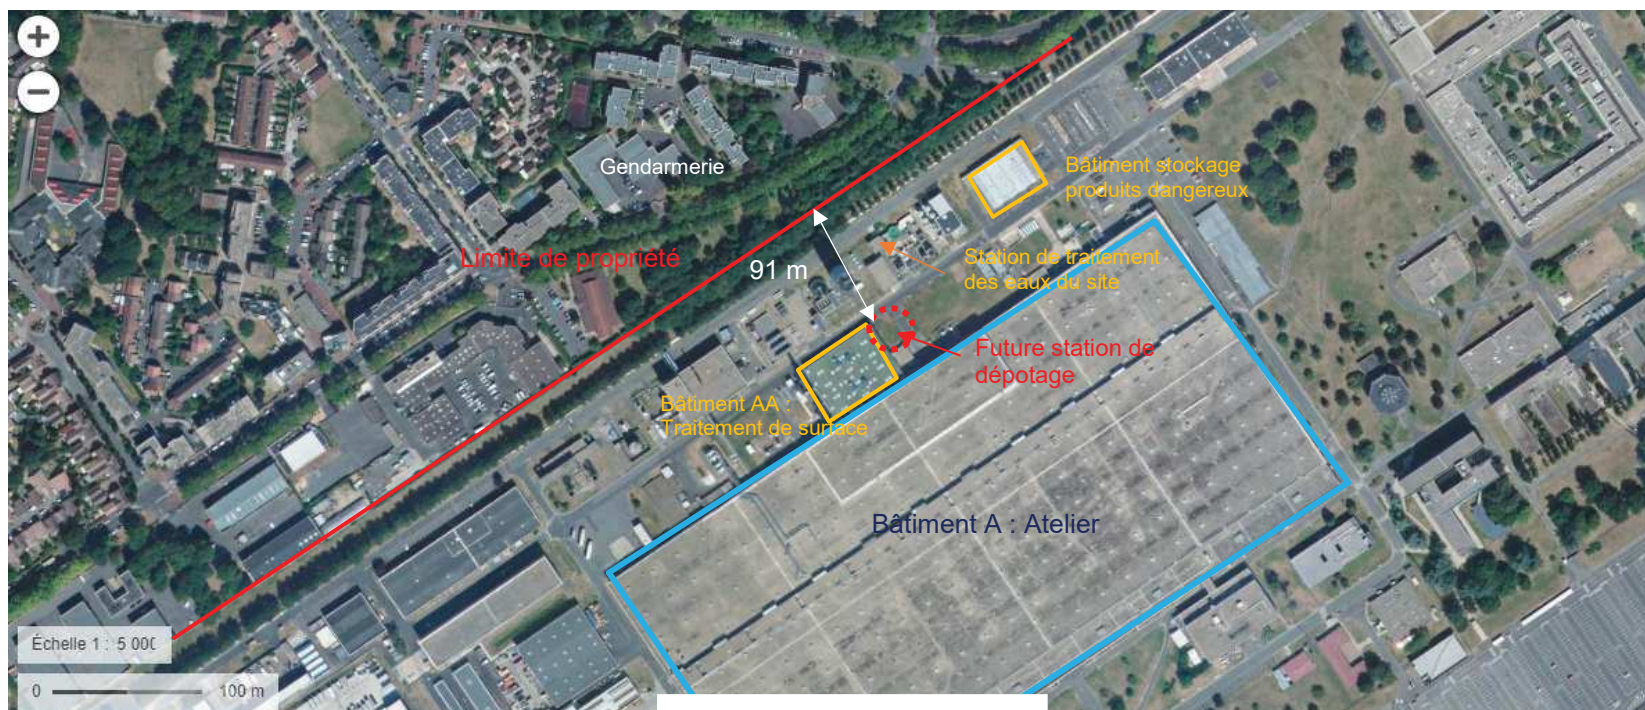 Gendarmerie
Bâtiment stockage
produits dangereux
Limite de propriété
91 m
Station de traitement
des eaux du site
Future station de
dépotage
Bâtiment AA :
Traitement de surface
Bâtiment A : Atelier
Échelle 1 : 5 000
0 100 m